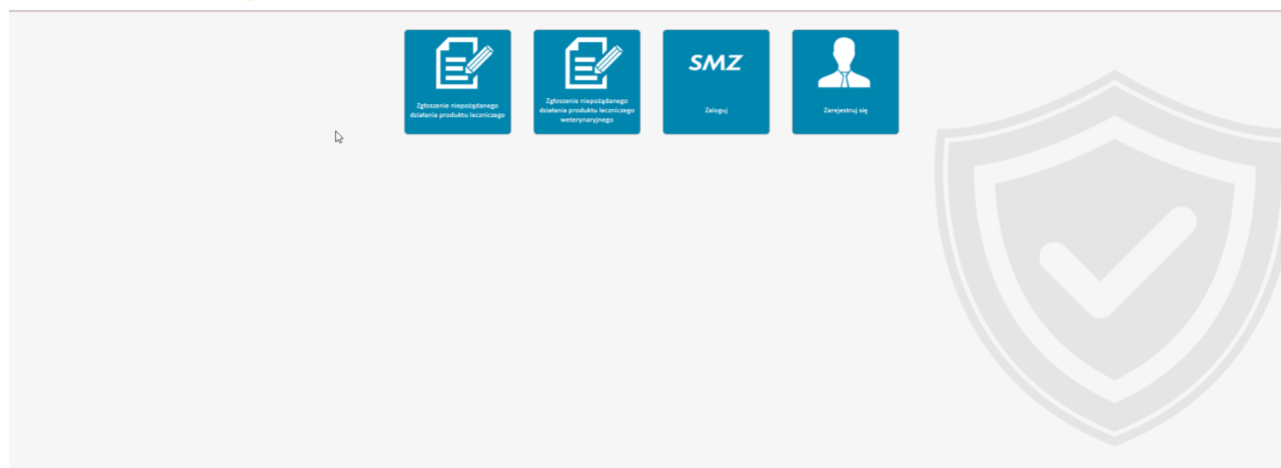 Zgłoszenie niepożądanego
działania produktu leczniczego
Zgłoszenie niepożądanego
działania produktu leczniczego
weterynaryjnego
SMZ
Zaloguj
Zarejestruj się